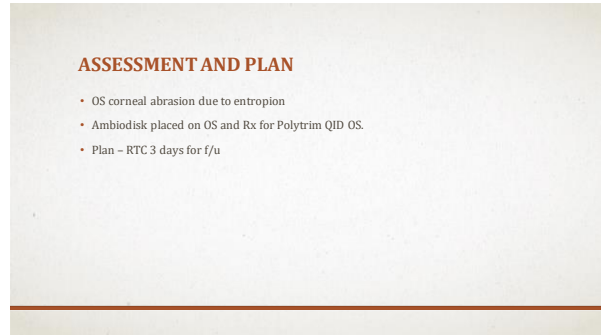 ASSESSMENT AND PLAN
• OS corneal abrasion due to entropion
• Ambiodisk placed on OS and Rx for Polytrim QID OS.
• Plan – RTC 3 days for f/u